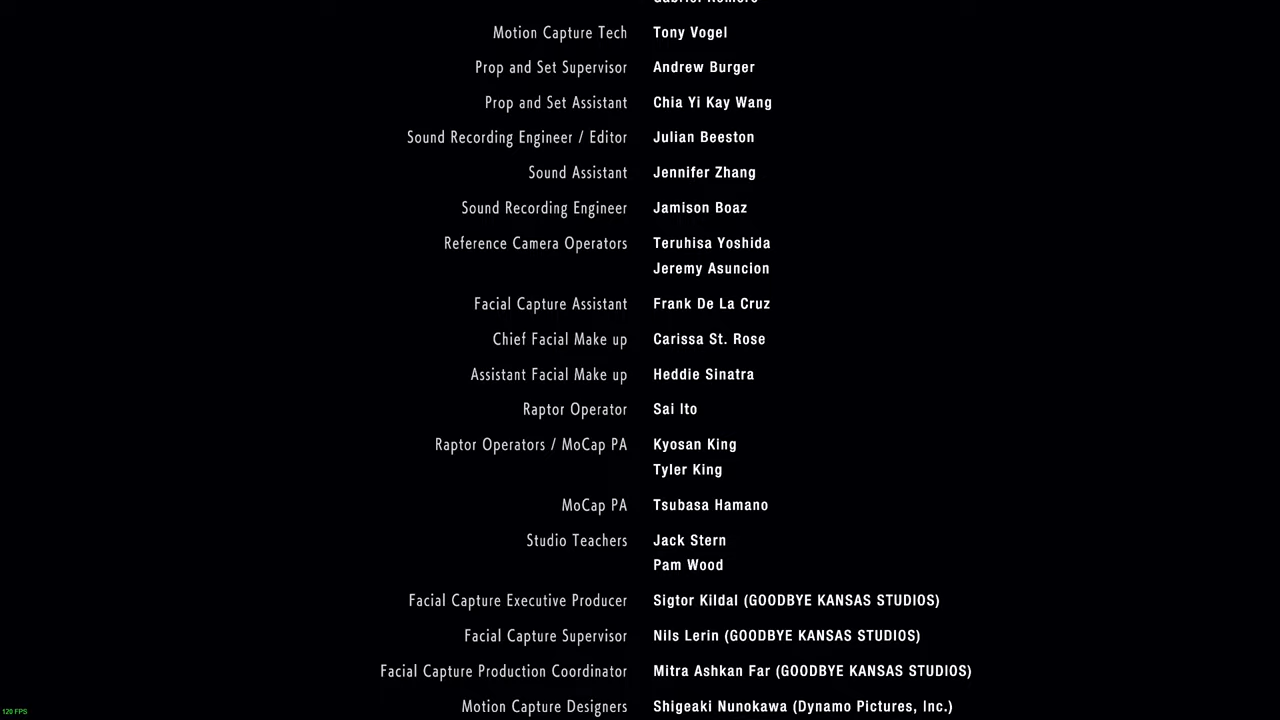 Gabriel Romero
Motion Capture Tech Tony Vogel
Prop and Set Supervisor Andrew Burger
Prop and Set Assistant Chia Yi Kay Wang
Sound Recording Engineer / Editor Julian Beeston
Sound Assistant Jennifer Zhang
Sound Recording Engineer Jamison Boaz
Reference Camera Operators Teruhisa Yoshida
Jeremy Asuncion
Facial Capture Assistant Frank De La Cruz
Chief Facial Make up Carissa St. Rose
Assistant Facial Make up Heddie Sinatra
Raptor Operator Sai Ito
Raptor Operators / MoCap PA Kyosan King
Tyler King
MoCap PA Tsubasa Hamano
Studio Teachers Jack Stern
Pam Wood
Facial Capture Executive Producer Sigtor Kildal (GOODBYE KANSAS STUDIOS)
Facial Capture Supervisor Nils Lerin (GOODBYE KANSAS STUDIOS)
Facial Capture Production Coordinator Mitra Ashkan Far (GOODBYE KANSAS STUDIOS)
Motion Capture Designers Shigeaki Nunokawa (Dynamo Pictures, Inc.)
120 FPS